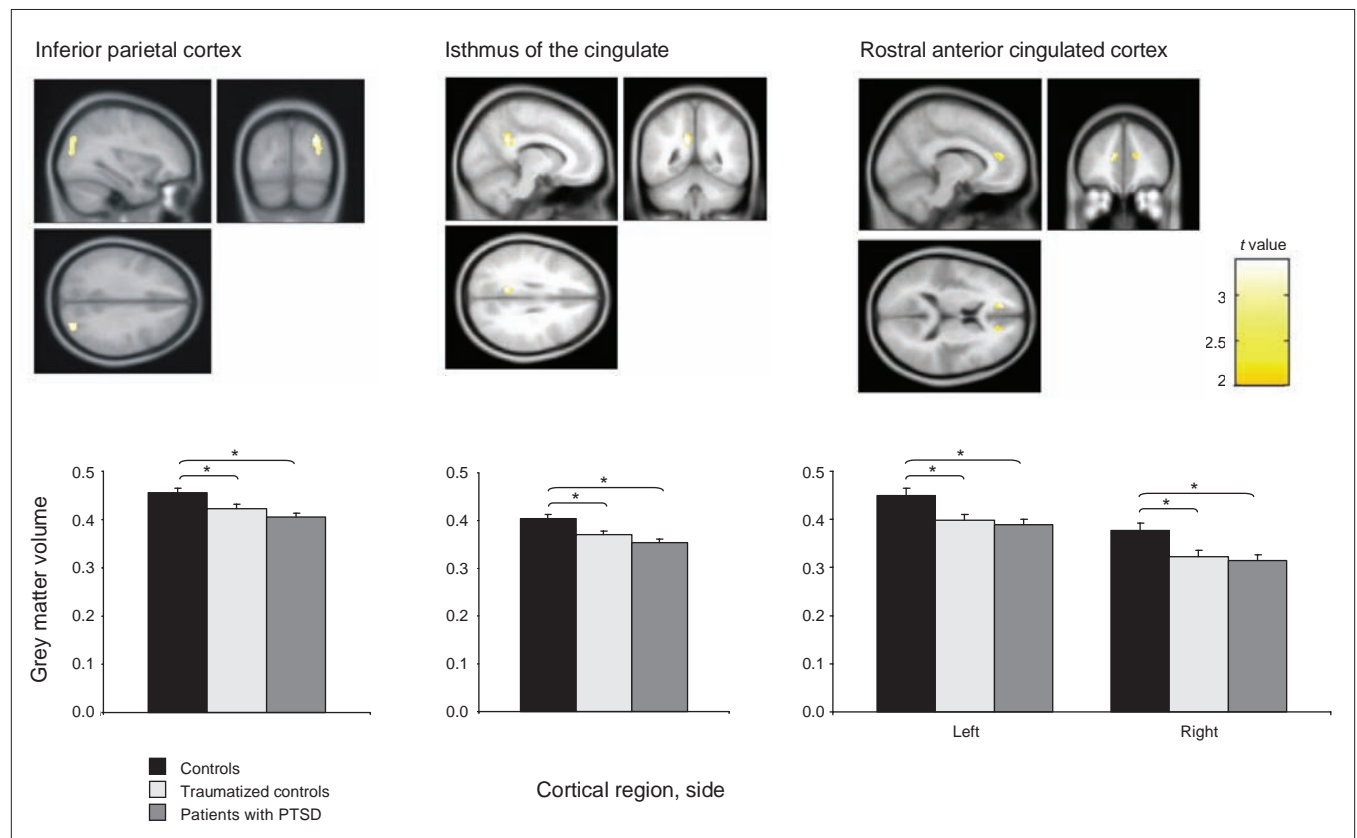 Inferior parietal cortex
Isthmus of the cingulate
Rostral anterior cingulated cortex
t value
3
2.5
2
Grey matter volume
0.5
0.4
0.3
0.2
0.1
0.0
*
*
0.5
0.4
0.3
0.2
0.1
0.0
*
*
0.5
0.4
0.3
0.2
0.1
0.0
*
*
*
*
Left
Right
Controls
Traumatized controls
Patients with PTSD
Cortical region, side